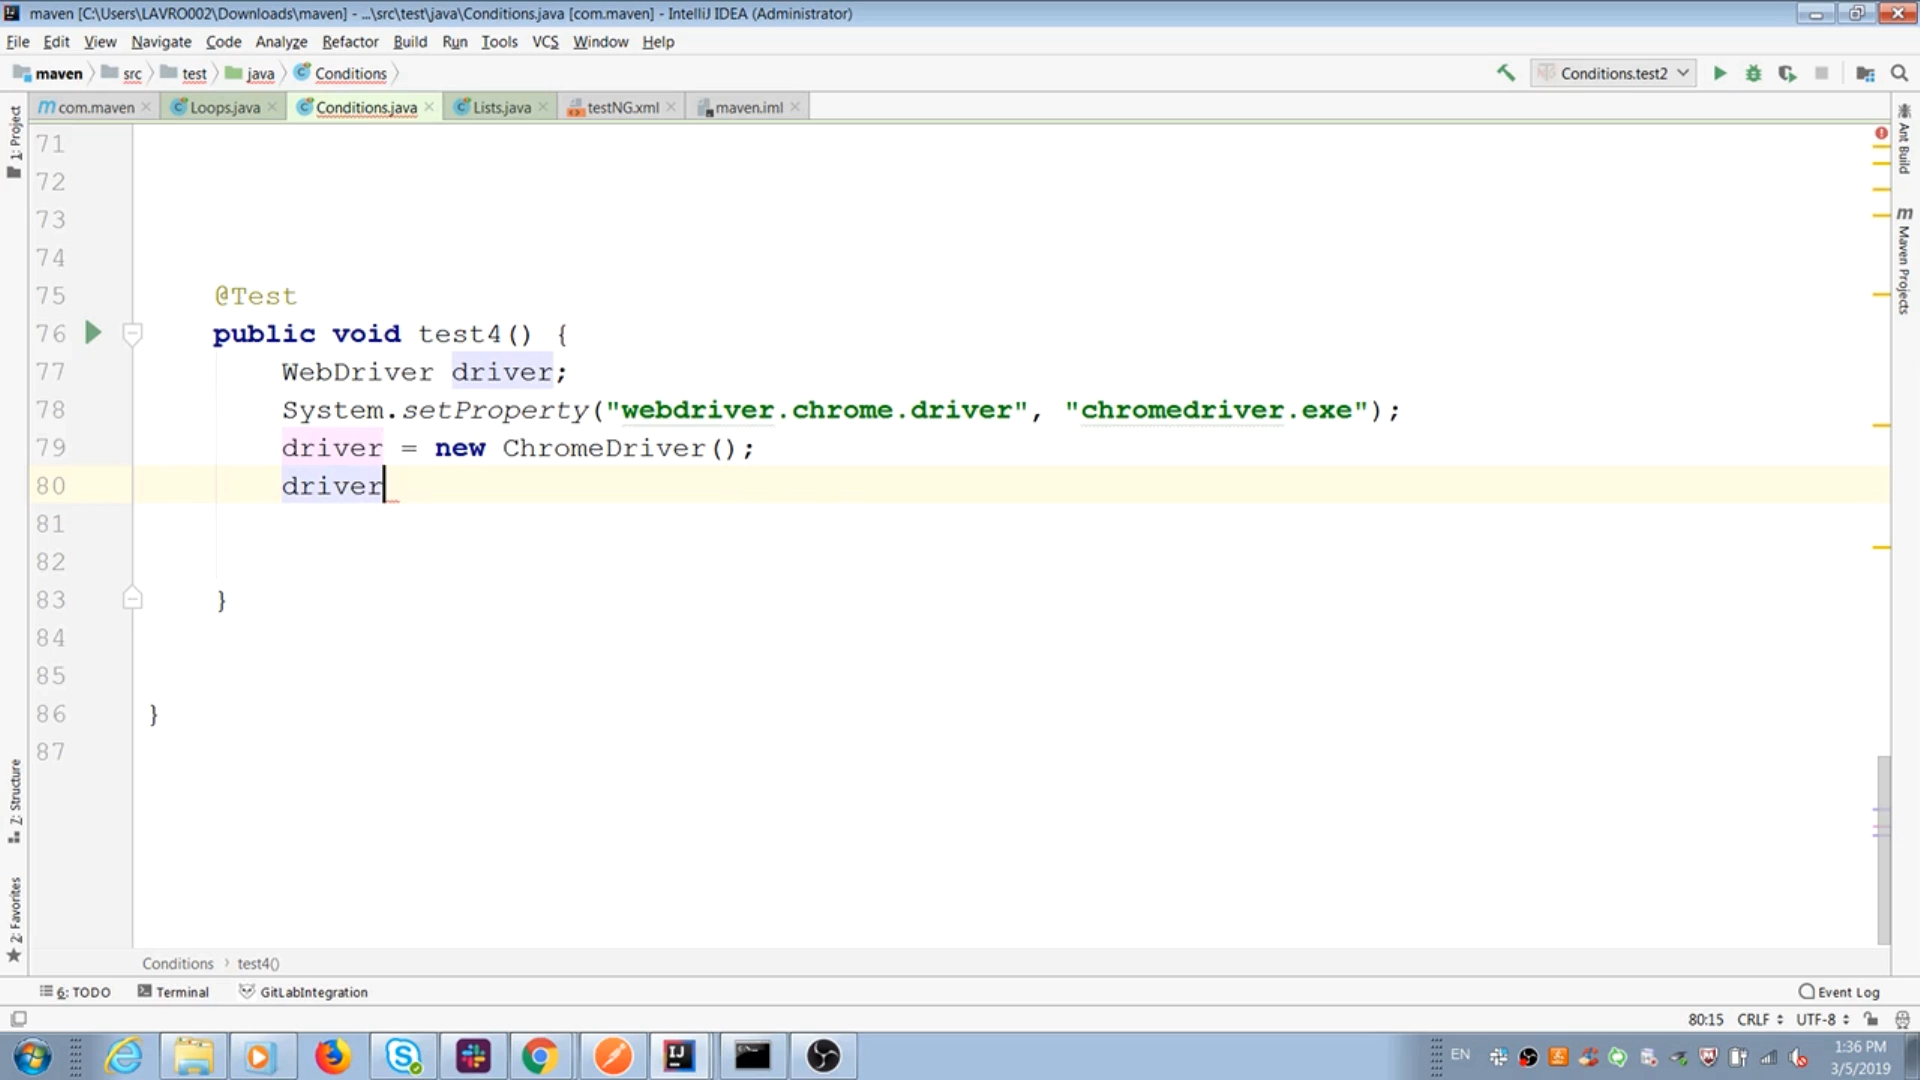 maven [C:\Users\LAVRO002\Downloads\maven] - ...\src\test\java\Conditions.java [com.maven] - IntelliJ IDEA (Administrator)
File Edit View Navigate Code Analyze Refactor Build Run Tools VCS Window Help
maven src test java Conditions Conditions.test2
com.maven Loops.java Conditions.java Lists.java testNG.xml maven.iml
1: Project
Ant Build
Maven Projects
71
72
73
74
75 @Test
76 public void test4() {
77 WebDriver driver;
78 System.setProperty("webdriver.chrome.driver", "chromedriver.exe");
79 driver = new ChromeDriver();
80 driver
81
82
83 }
84
85
86 }
87
Z: Structure
2: Favorites
Conditions test4()
6: TODO Terminal GitLabIntegration Event Log
80:15 CRLF UTF-8
EN 1:36 PM
3/5/2019